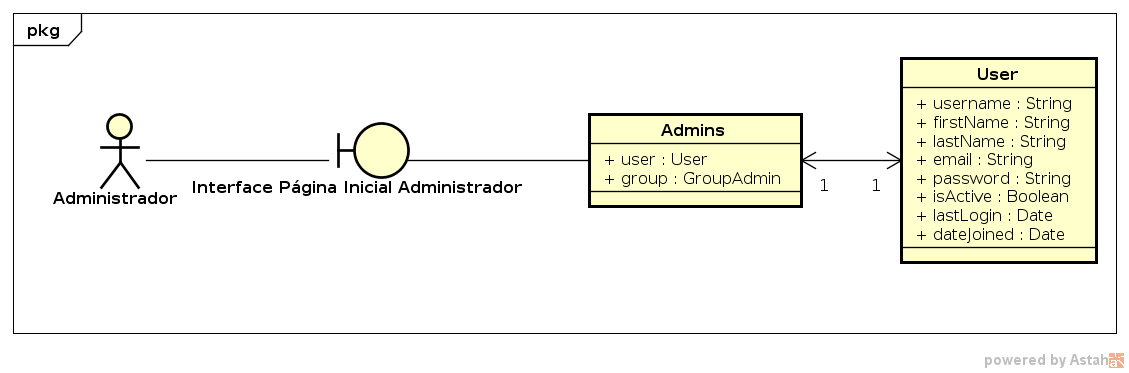 pkg
Administrador
Interface Página Inicial Administrador
Admins
+ user : User
+ group : GroupAdmin
1
1
User
+ username : String
+ firstName : String
+ lastName : String
+ email : String
+ password : String
+ isActive : Boolean
+ lastLogin : Date
+ dateJoined : Date
powered by Astah